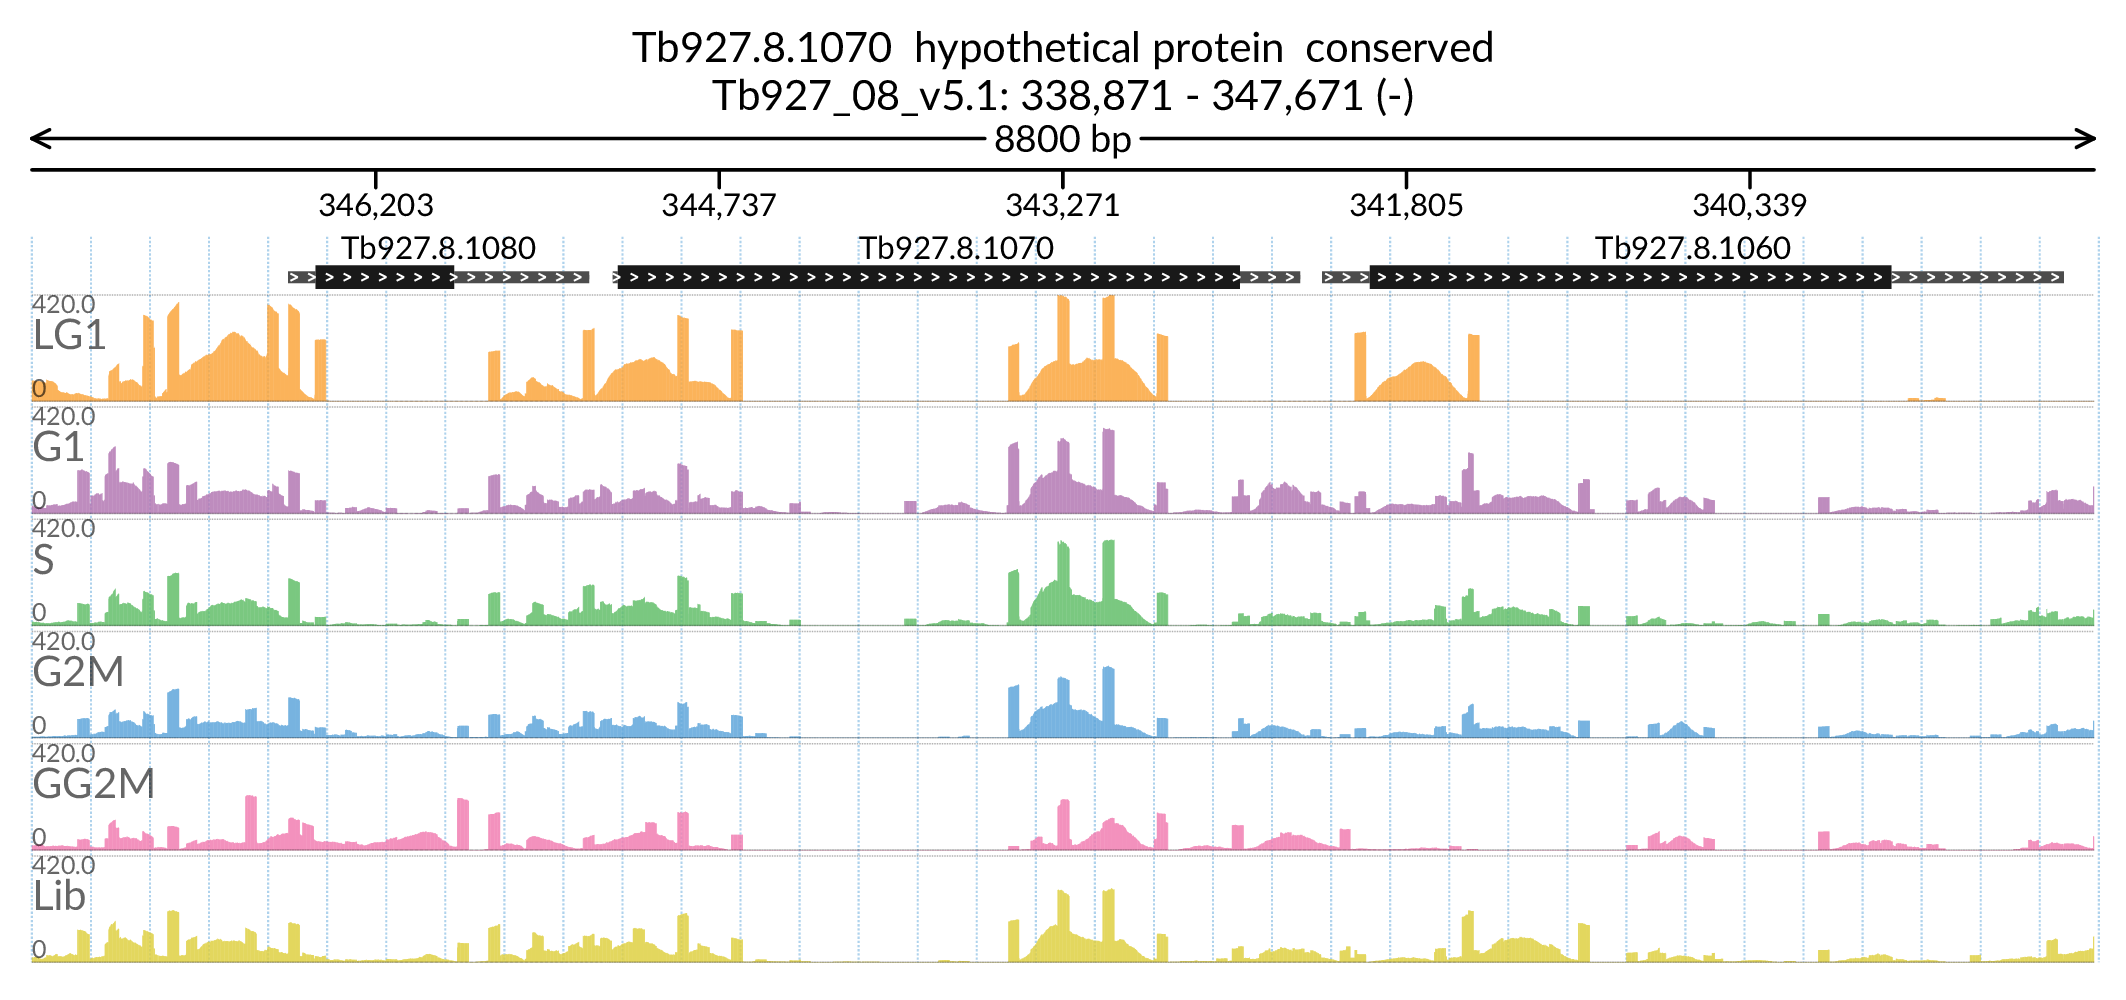 Tb927.8.1070  hypothetical protein  conserved
Tb927_08_v5.1: 338,871 - 347,671 (-)
8800 bp
346,203 344,737 343,271 341,805 340,339
Tb927.8.1080 Tb927.8.1070 Tb927.8.1060
420.0
LG1
0
420.0
G1
0
420.0
S
0
420.0
G2M
0
420.0
GG2M
0
420.0
Lib
0